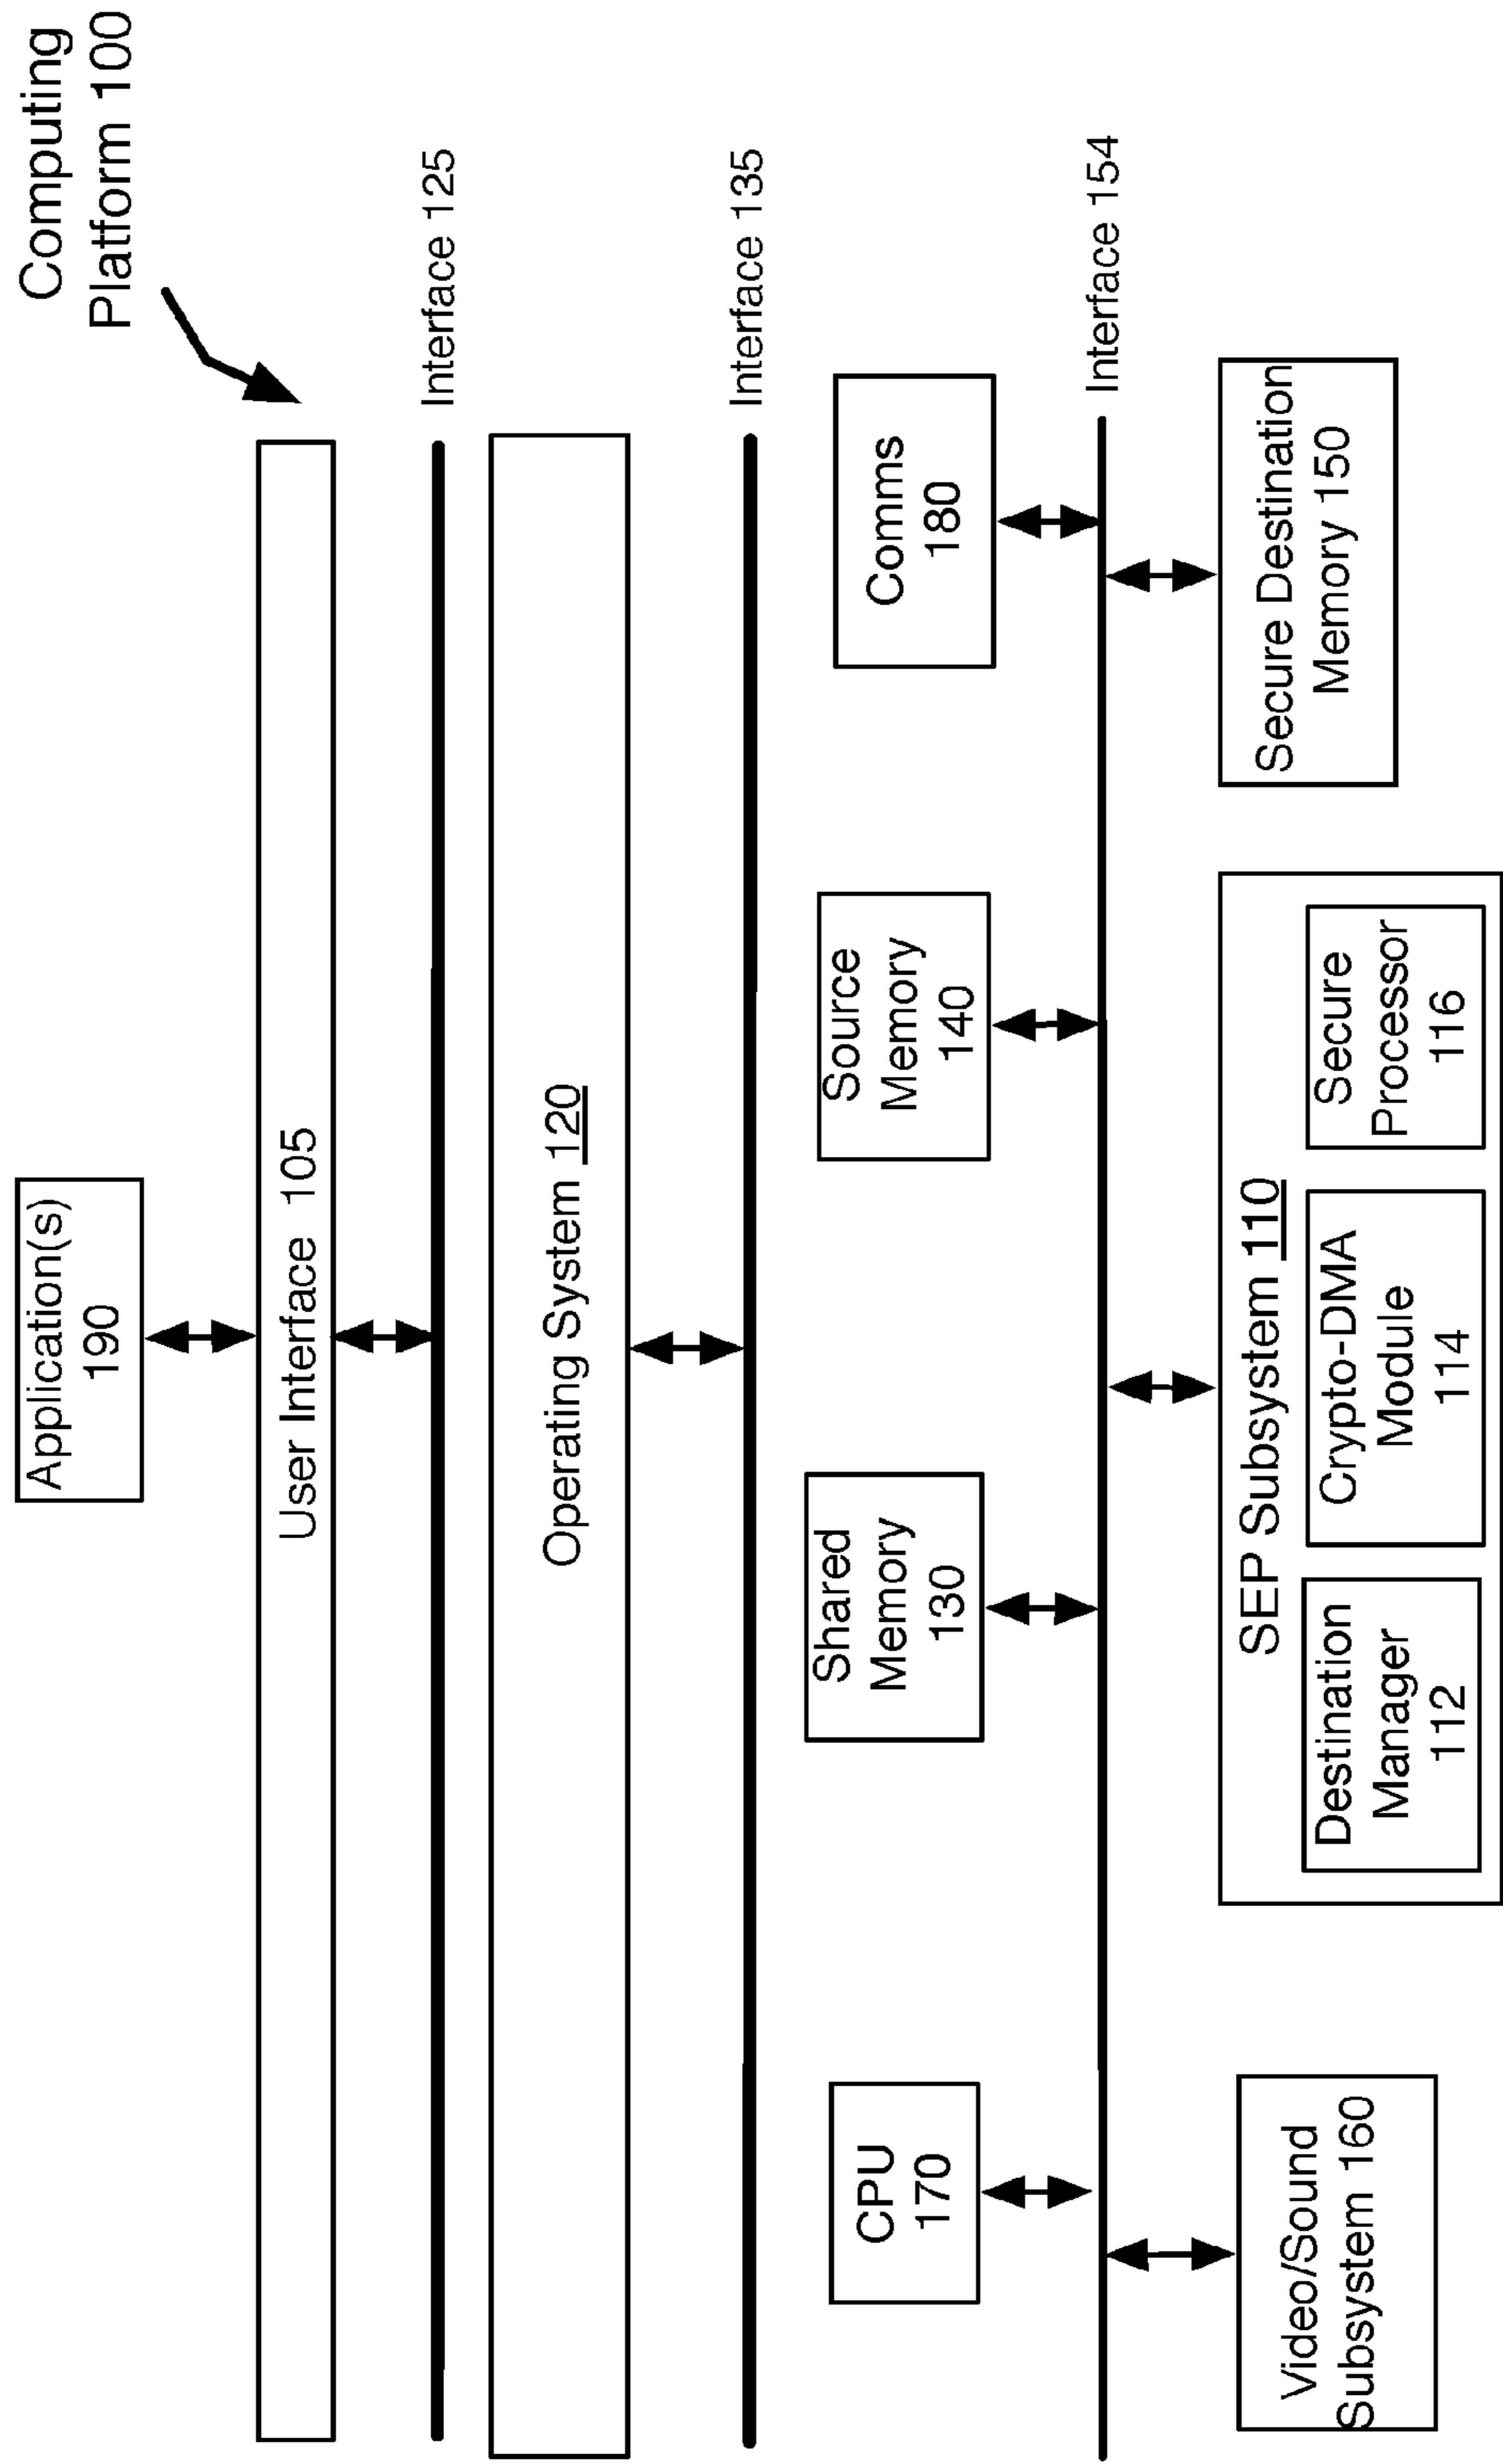 Computing
Platform 100
Application(s)
190
User Interface 105
Interface 125
Operating System 120
Interface 135
CPU
170
Shared
Memory
130
Source
Memory
140
Comms
180
Interface 154
Video/Sound
Subsystem 160
SEP Subsystem 110
Destination
Manager
112
Crypto-DMA
Module
114
Secure
Processor
116
Secure Destination
Memory 150